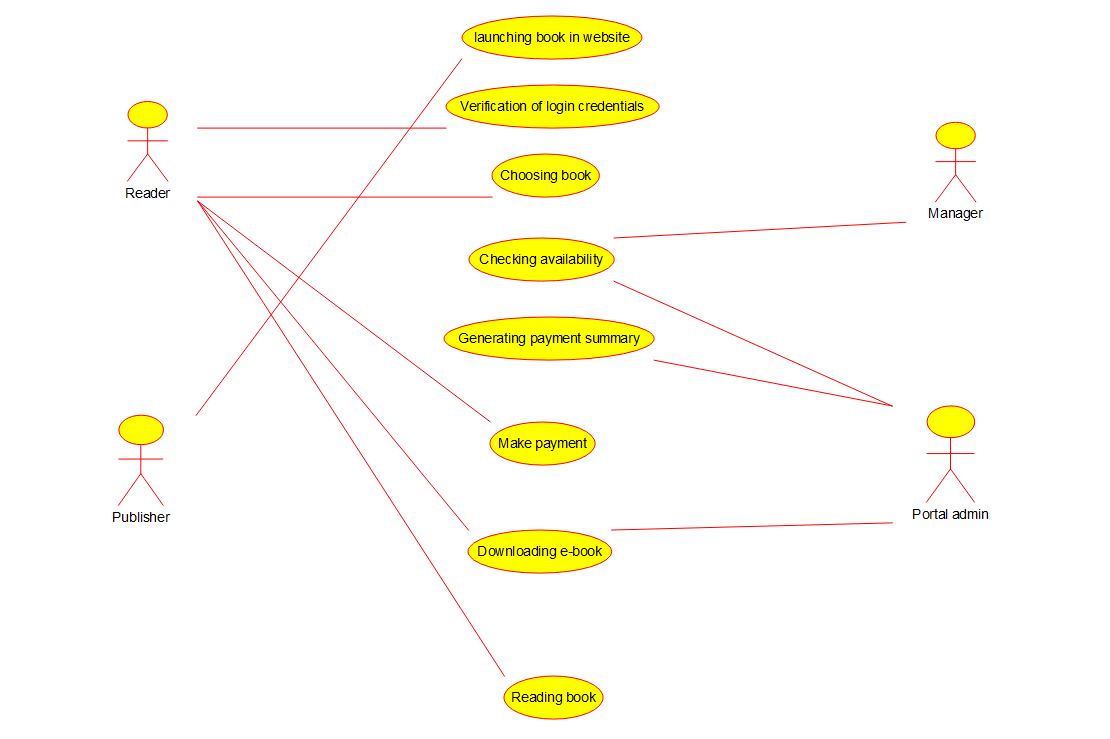 launching book in website
Verification of login credentials
Reader
Choosing book
Manager
Checking availability
Generating payment summary
Make payment
Publisher
Portal admin
Downloading e-book
Reading book